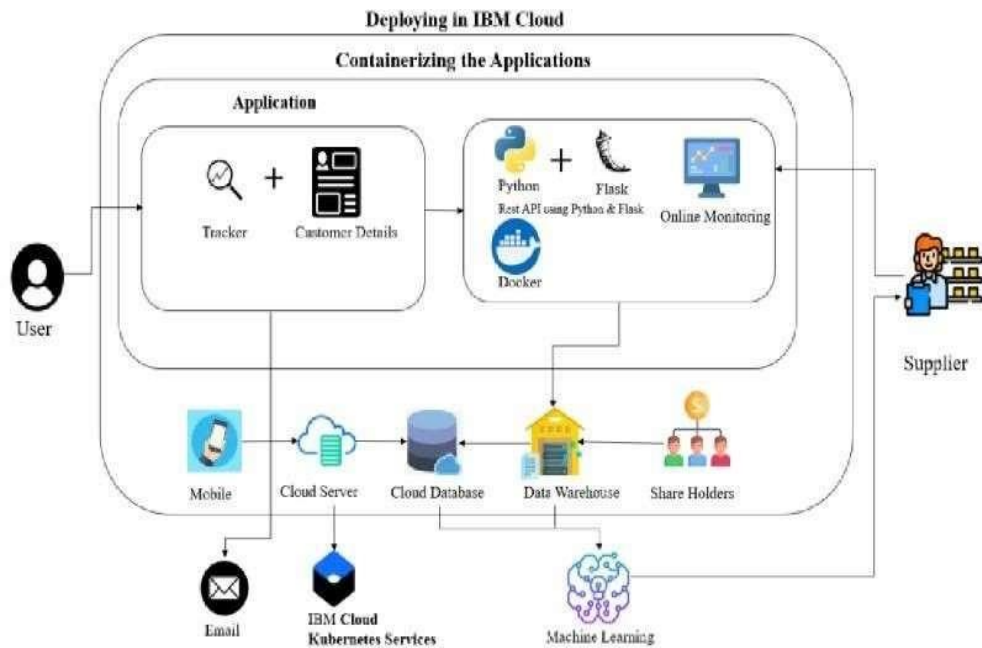 Deploying in IBM Cloud
Containerizing the Applications
Application
Tracker
+
Customer Details
Python
+
Flask
Rest API using Python & Flask
Online Monitoring
Docker
User
Supplier
Mobile
Cloud Server
Cloud Database
Data Warehouse
Share Holders
Email
IBM Cloud
Kubernetes Services
Machine Learning